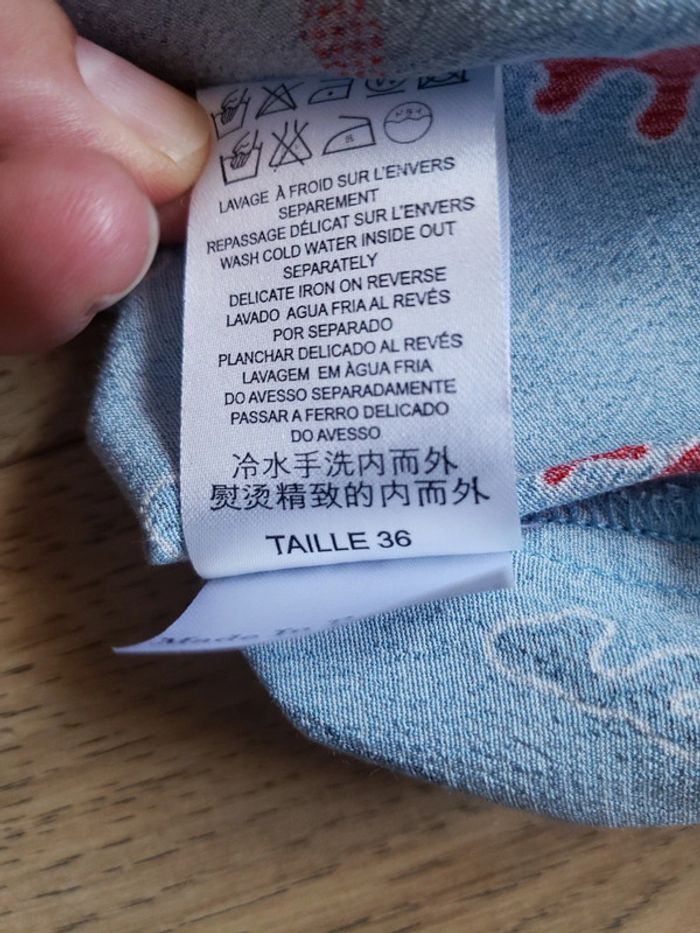 LAVAGE À FROID SUR L'ENVERS
SEPAREMENT
REPASSAGE DÉLICAT SUR L'ENVERS
WASH COLD WATER INSIDE OUT
SEPARATELY
DELICATE IRON ON REVERSE
LAVADO AGUA FRIA AL REVÉS
POR SEPARADO
PLANCHAR DELICADO AL REVÉS
LAVAGEM EM ÀGUA FRIA
DO AVESSO SEPARADAMENTE
PASSAR A FERRO DELICADO
DO AVESSO
冷水手洗内而外
熨烫精致的内而外
TAILLE 36
Made In